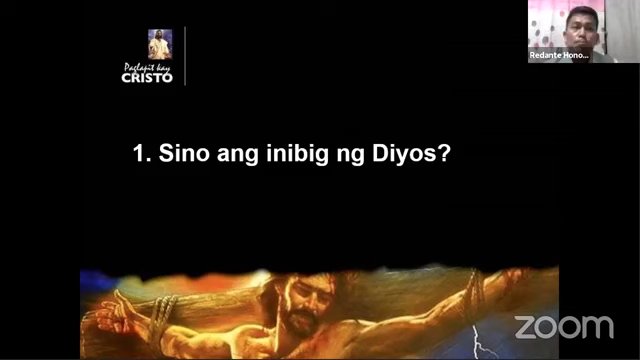 Paglapit kay
CRISTO
1. Sino ang inibig ng Diyos?
Redante Hono...
zoom